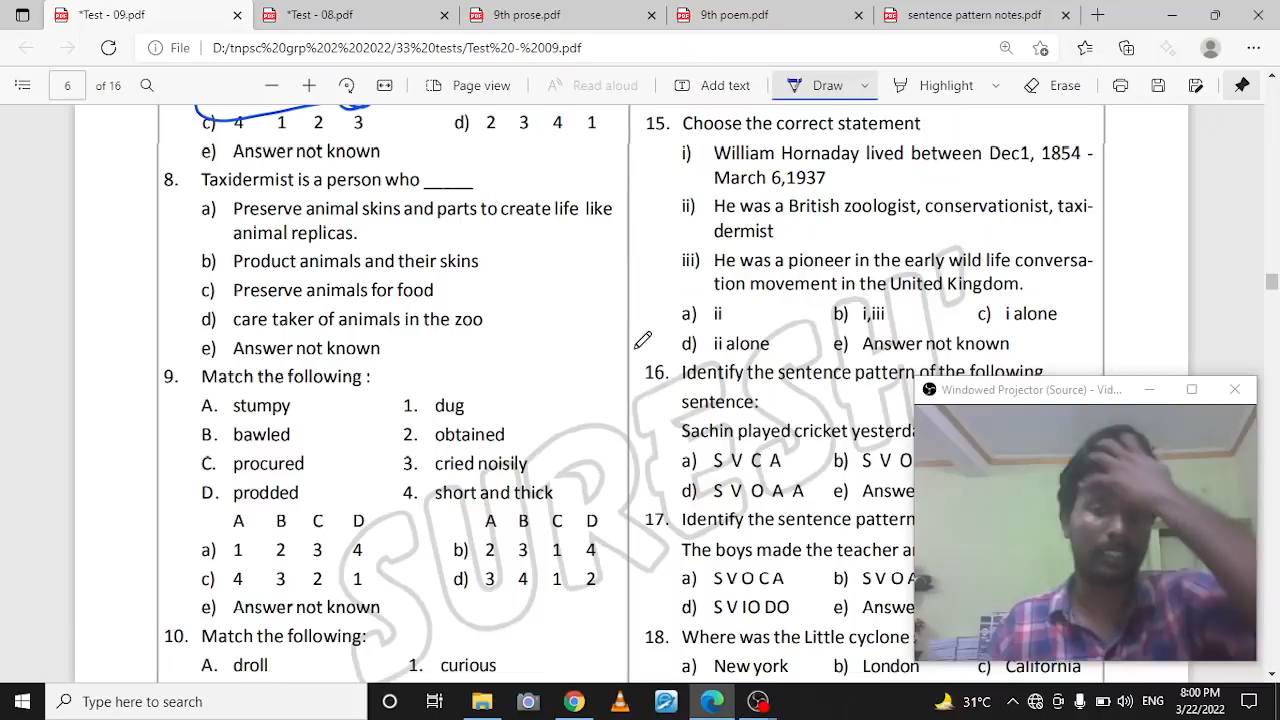 *Test - 09.pdf
*Test - 08.pdf
9th prose.pdf
9th poem.pdf
sentence pattern notes.pdf
File
D:/tnpsc%20grp%202%202022/33%20tests/Test%20-%2009.pdf
6 of 16
Page view
Read aloud
Add text
Draw
Highlight
Erase
c) 4 1 2 3 d) 2 3 4 1
e) Answer not known
8. Taxidermist is a person who _____
a) Preserve animal skins and parts to create life like
animal replicas.
b) Product animals and their skins
c) Preserve animals for food
d) care taker of animals in the zoo
e) Answer not known
9. Match the following :
A. stumpy 1. dug
B. bawled 2. obtained
C. procured 3. cried noisily
D. prodded 4. short and thick
A B C D A B C D
a) 1 2 3 4 b) 2 3 1 4
c) 4 3 2 1 d) 3 4 1 2
e) Answer not known
10. Match the following:
A. droll 1. curious
15. Choose the correct statement
i) William Hornaday lived between Dec1, 1854 -
March 6,1937
ii) He was a British zoologist, conservationist, taxi-
dermist
iii) He was a pioneer in the early wild life conversa-
tion movement in the United Kingdom.
a) ii b) i,iii c) i alone
d) ii alone e) Answer not known
16. Identify the sentence pattern of the following
sentence:
Sachin played cricket yesterda
a) S V C A b) S V O
d) S V O A A e) Answe
17. Identify the sentence pattern
The boys made the teacher
a) S V O C A b) S V O
d) S V IO DO e) Answe
18. Where was the Little cyclone
a) New york b) London c) California
SURESH'
Windowed Projector (Source) - Vid...
Type here to search
31°C
ENG
8:00 PM
3/22/2022